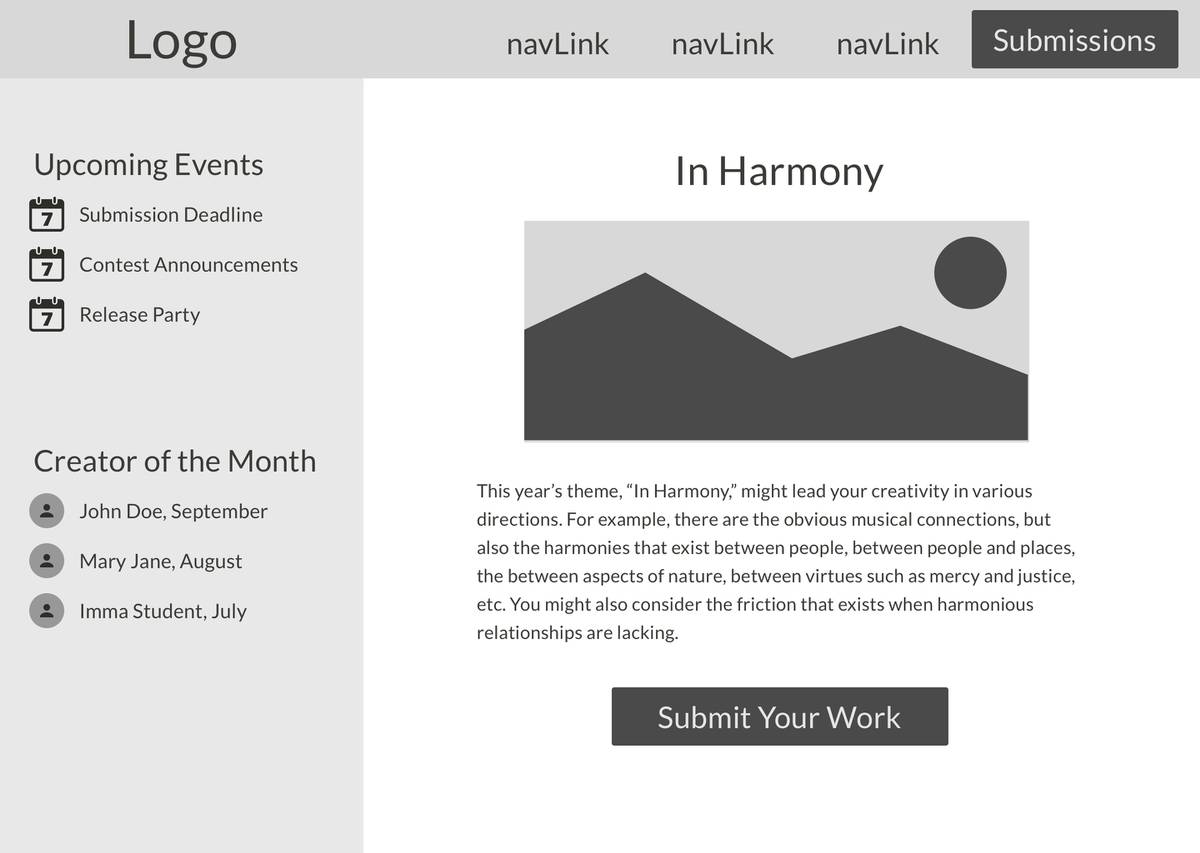 Logo
navLink
navLink
navLink
Submissions
Upcoming Events
7 Submission Deadline
7 Contest Announcements
7 Release Party
Creator of the Month
John Doe, September
Mary Jane, August
Imma Student, July
In Harmony
This year’s theme, “In Harmony,” might lead your creativity in various
directions. For example, there are the obvious musical connections, but
also the harmonies that exist between people, between people and places,
the between aspects of nature, between virtues such as mercy and justice,
etc. You might also consider the friction that exists when harmonious
relationships are lacking.
Submit Your Work